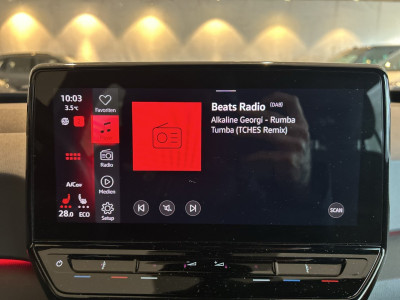 10:03
3.5°C
Favoriten
Radio
Medien
Setup
A/C OFF
28.0 ECO
Beats Radio (DAB)
Alkaline Georgi - Rumba
Tumba (TCHES Remix)
SCAN